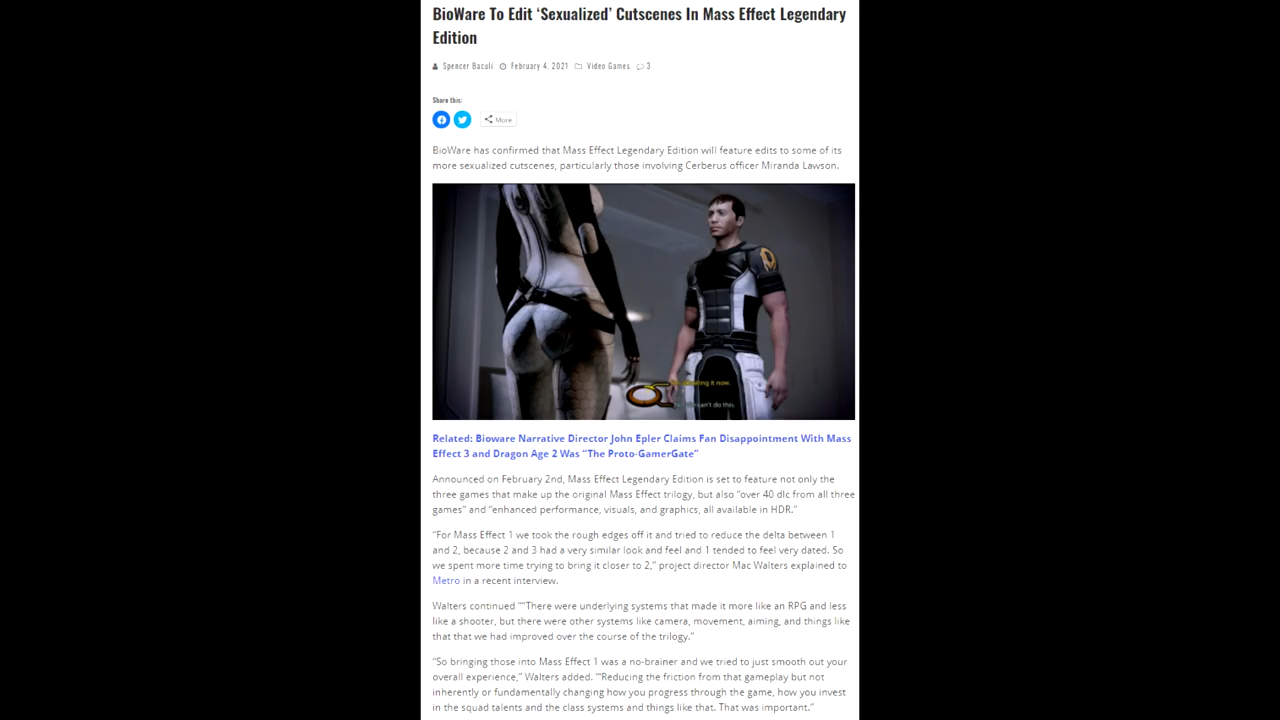 BioWare To Edit ‘Sexualized’ Cutscenes In Mass Effect Legendary
Edition
Spencer Baculi February 4, 2021 Video Games 3
Share this:
More
BioWare has confirmed that Mass Effect Legendary Edition will feature edits to some of its
more sexualized cutscenes, particularly those involving Cerberus officer Miranda Lawson.
it now.
can't do this.
Related: Bioware Narrative Director John Epler Claims Fan Disappointment With Mass
Effect 3 and Dragon Age 2 Was “The Proto-GamerGate”
Announced on February 2nd, Mass Effect Legendary Edition is set to feature not only the
three games that make up the original Mass Effect trilogy, but also “over 40 dlc from all three
games” and “enhanced performance, visuals, and graphics, all available in HDR.”
“For Mass Effect 1 we took the rough edges off it and tried to reduce the delta between 1
and 2, because 2 and 3 had a very similar look and feel and 1 tended to feel very dated. So
we spent more time trying to bring it closer to 2,” project director Mac Walters explained to
Metro in a recent interview.
Walters continued “"There were underlying systems that made it more like an RPG and less
like a shooter, but there were other systems like camera, movement, aiming, and things like
that that we had improved over the course of the trilogy.”
“So bringing those into Mass Effect 1 was a no-brainer and we tried to just smooth out your
overall experience,” Walters added. “"Reducing the friction from that gameplay but not
inherently or fundamentally changing how you progress through the game, how you invest
in the squad talents and the class systems and things like that. That was important.”